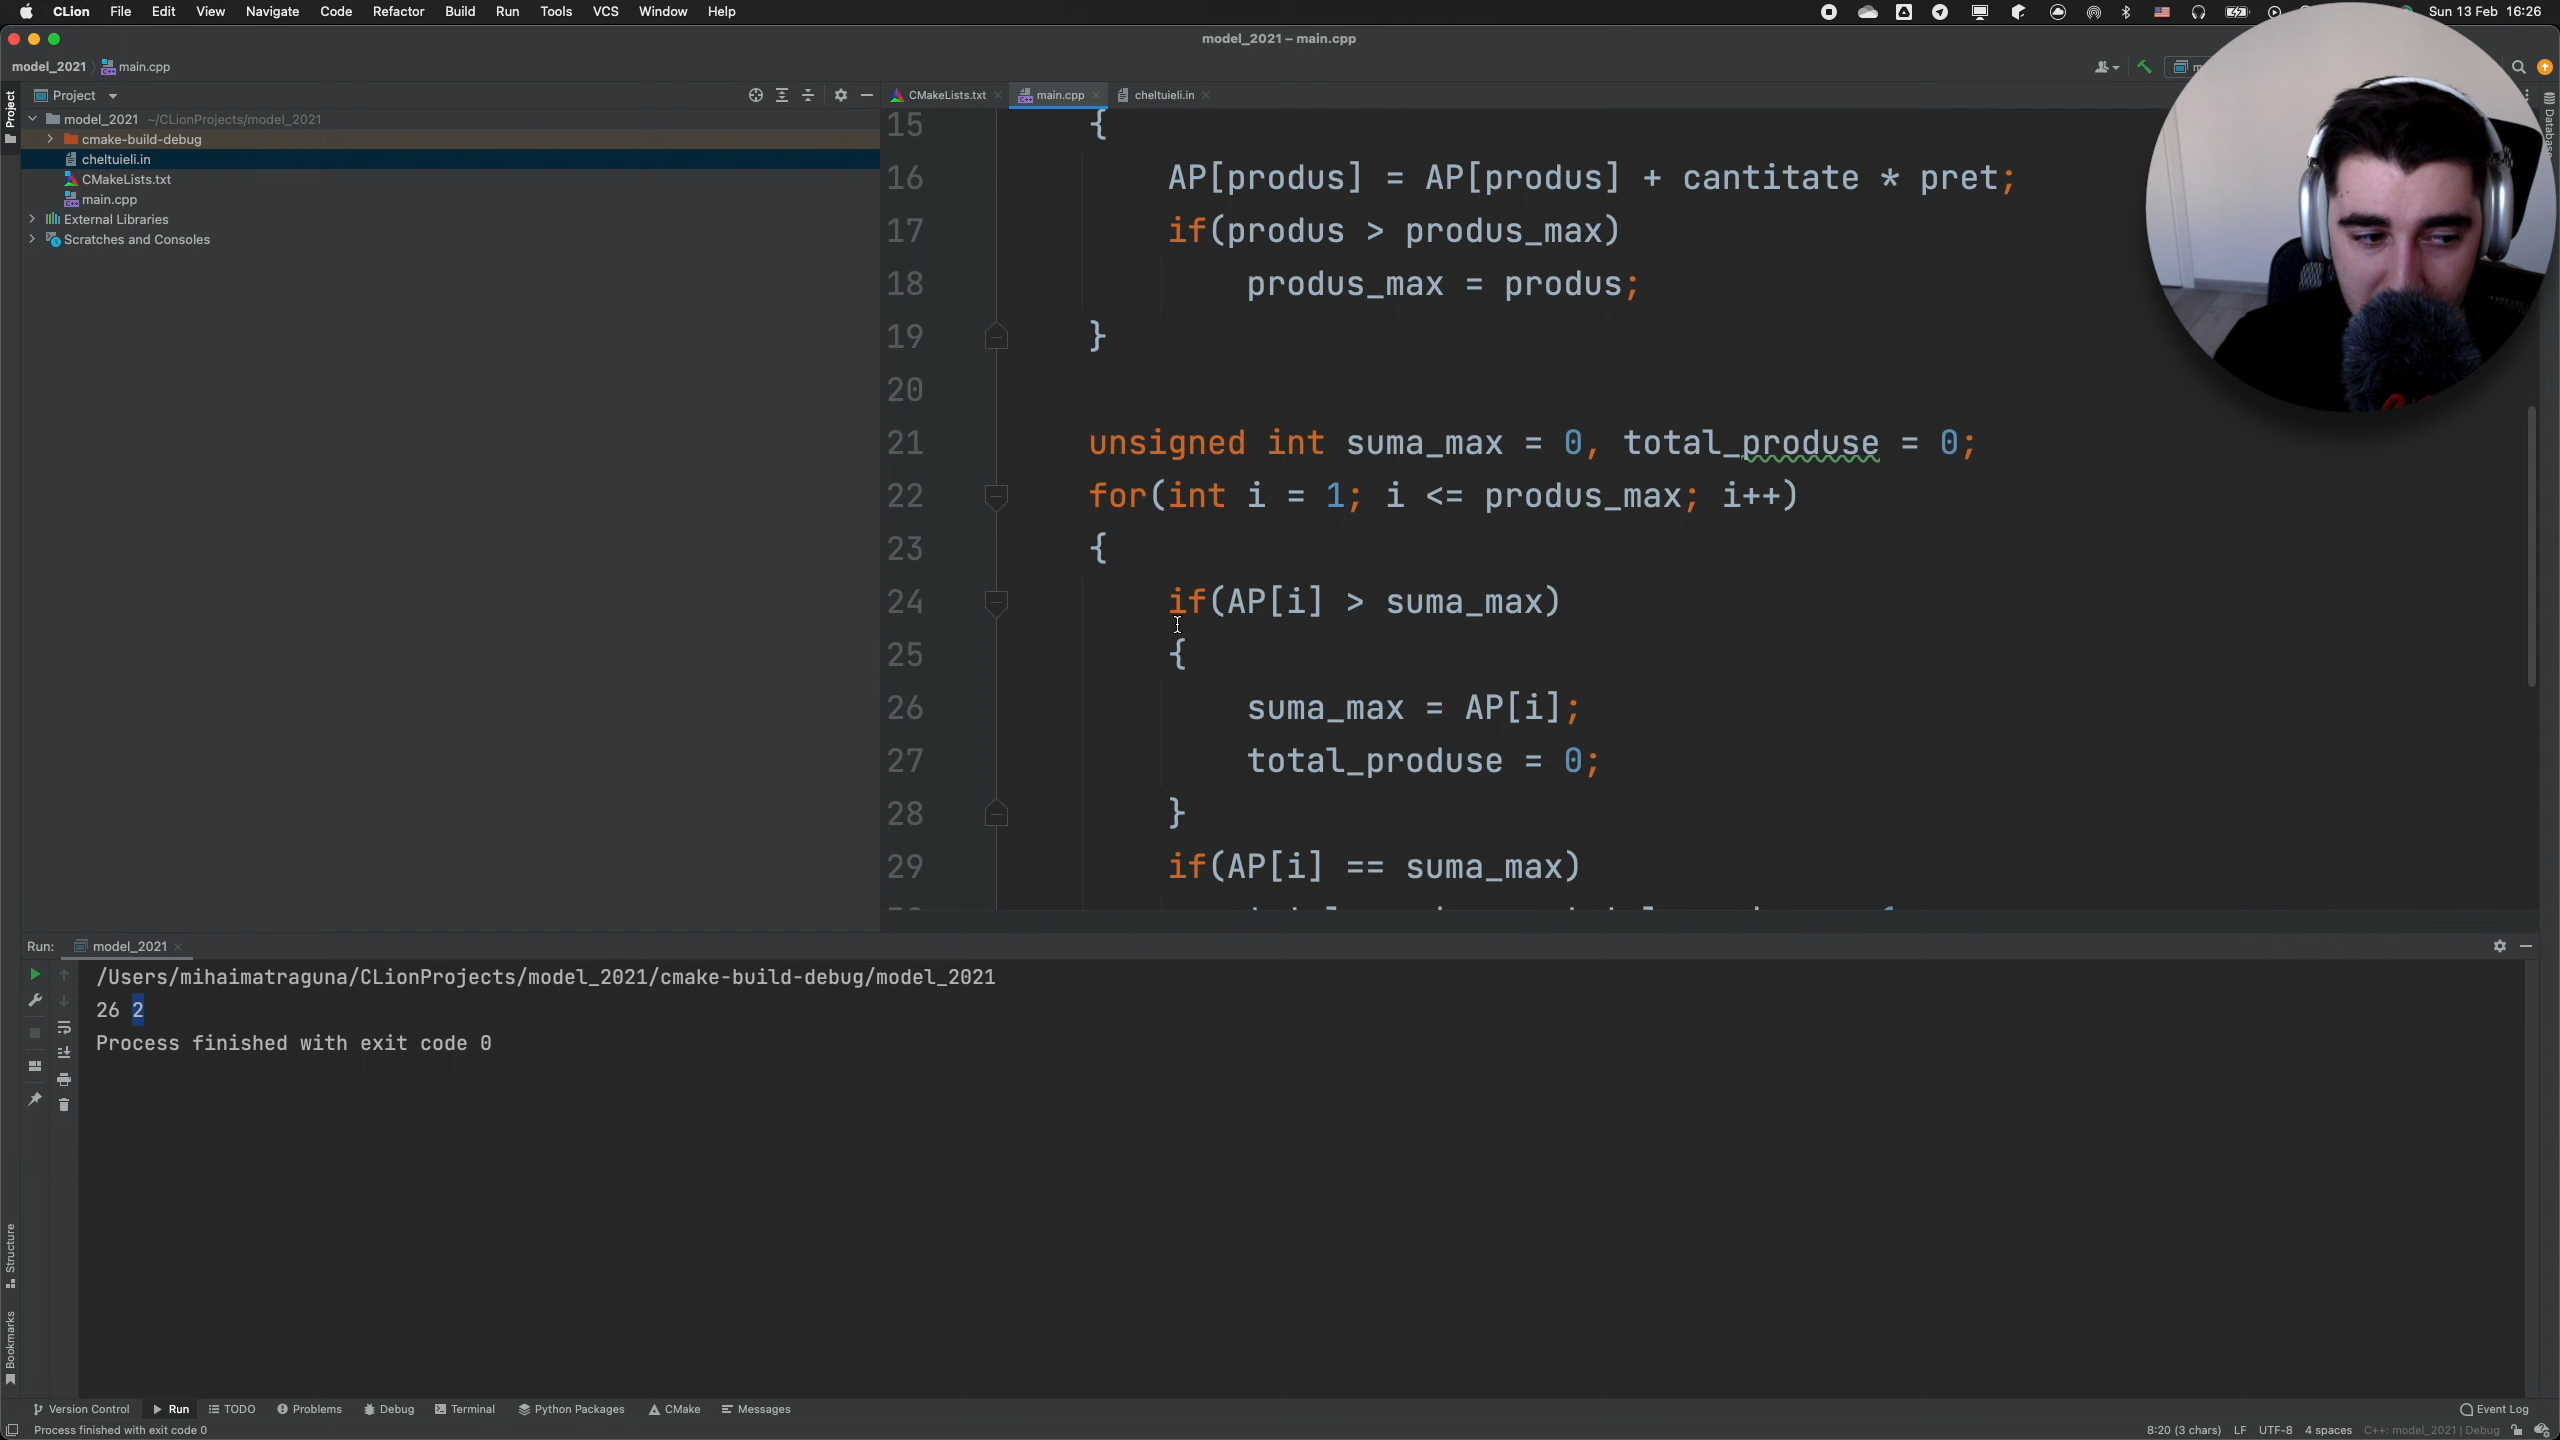 CLion File Edit View Navigate Code Refactor Build Run Tools VCS Window Help
Sun 13 Feb 16:26
model_2021 – main.cpp
model_2021 main.cpp
Project
Project
CMakeLists.txt main.cpp cheltuieli.in
Database
model_2021 ~/CLionProjects/model_2021
cmake-build-debug
cheltuieli.in
CMakeLists.txt
main.cpp
External Libraries
Scratches and Consoles
15 {
16 AP[produs] = AP[produs] + cantitate * pret;
17 if(produs > produs_max)
18 produs_max = produs;
19 }
20
21 unsigned int suma_max = 0, total_produse = 0;
22 for(int i = 1; i <= produs_max; i++)
23 {
24 if(AP[i] > suma_max)
25 {
26 suma_max = AP[i];
27 total_produse = 0;
28 }
29 if(AP[i] == suma_max)
Run: model_2021
/Users/mihaimatraguna/CLionProjects/model_2021/cmake-build-debug/model_2021
26 2
Process finished with exit code 0
Structure
Bookmarks
Version Control Run TODO Problems Debug Terminal Python Packages CMake Messages
Event Log
Process finished with exit code 0
8:20 (3 chars) LF UTF-8 4 spaces C++: model_2021 | Debug